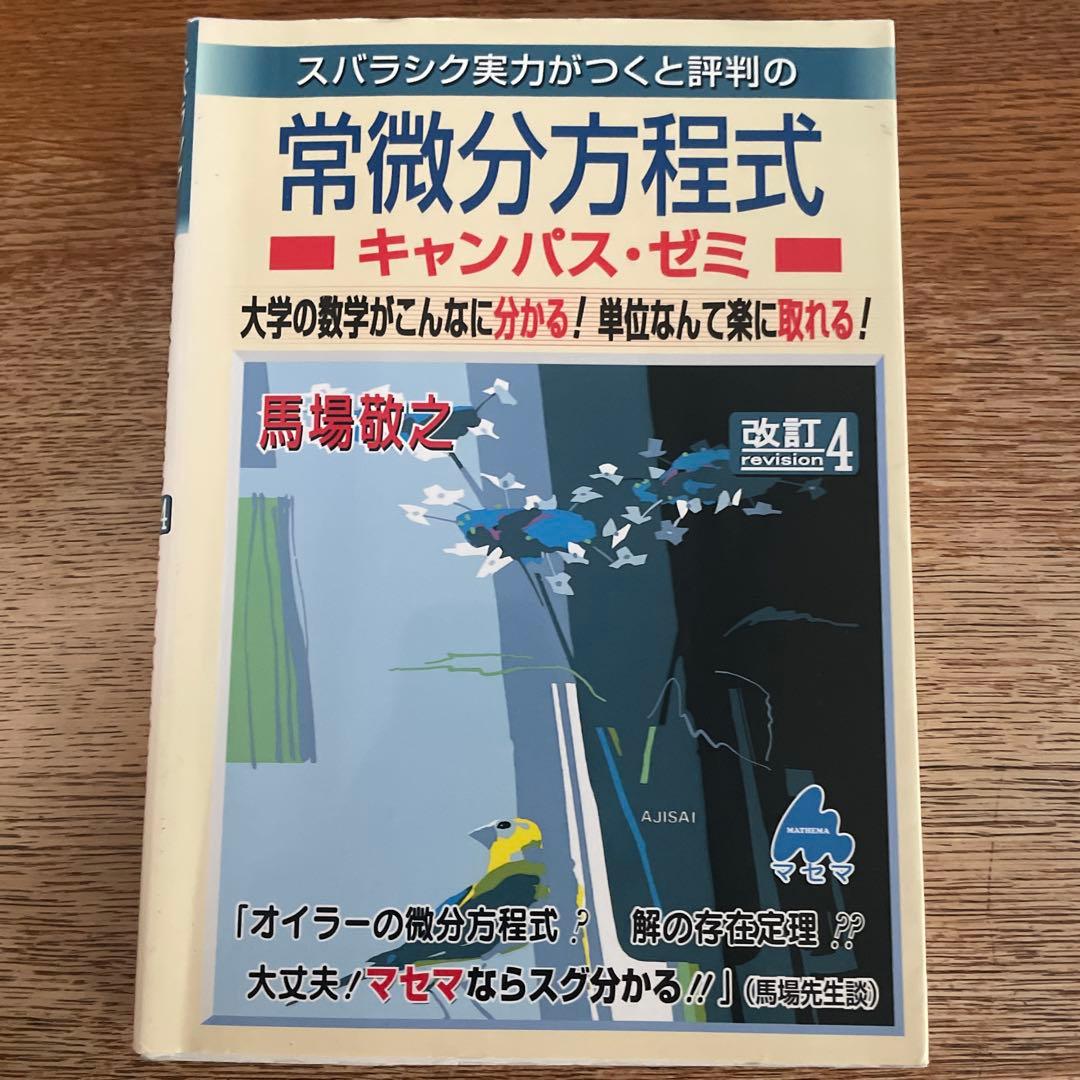 スバラシク実力がつくと評判の
常微分方程式
キャンパス・ゼミ
大学の数学がこんなに分かる！単位なんて楽に取れる！
馬場敬之
改訂4
revision
AJISAI
MATHEMA
マセマ
「オイラーの微分方程式？ 解の存在定理??
大丈夫！マセマならスグ分かる!!」(馬場先生談)
4